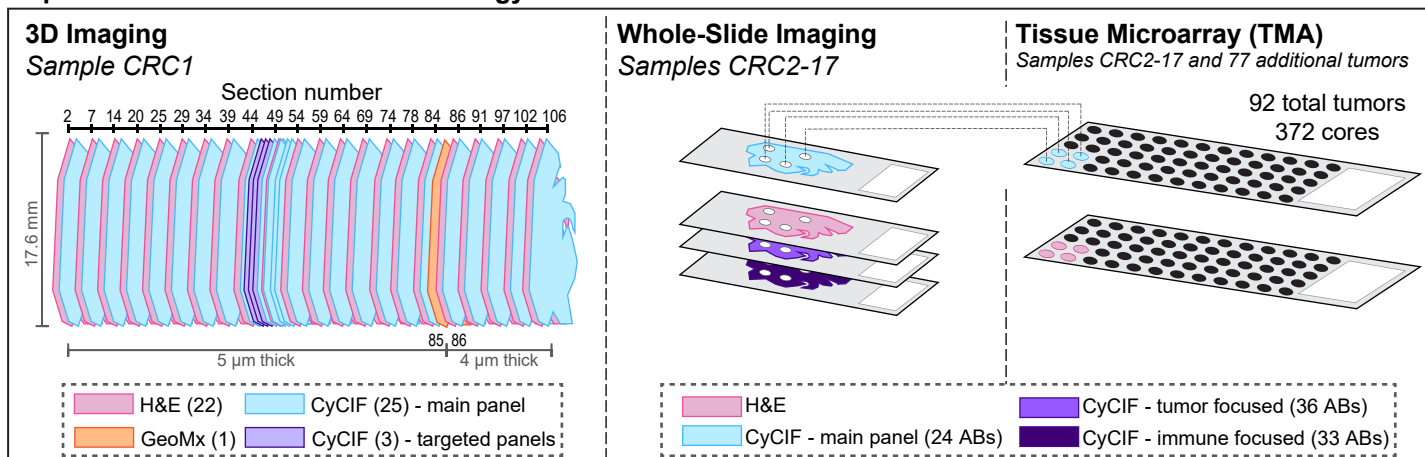 3D Imaging
Sample CRC1
Section number
2 7 14 20 25 29 34 39 44 49 54 59 64 69 74 78 84 86 91 97 102 106
17.6 mm
85 86
5 µm thick
4 µm thick
H&E (22)
CyCIF (25) - main panel
GeoMx (1)
CyCIF (3) - targeted panels
Whole-Slide Imaging
Samples CRC2-17
Tissue Microarray (TMA)
Samples CRC2-17 and 77 additional tumors
92 total tumors
372 cores
H&E
CyCIF - tumor focused (36 ABs)
CyCIF - main panel (24 ABs)
CyCIF - immune focused (33 ABs)